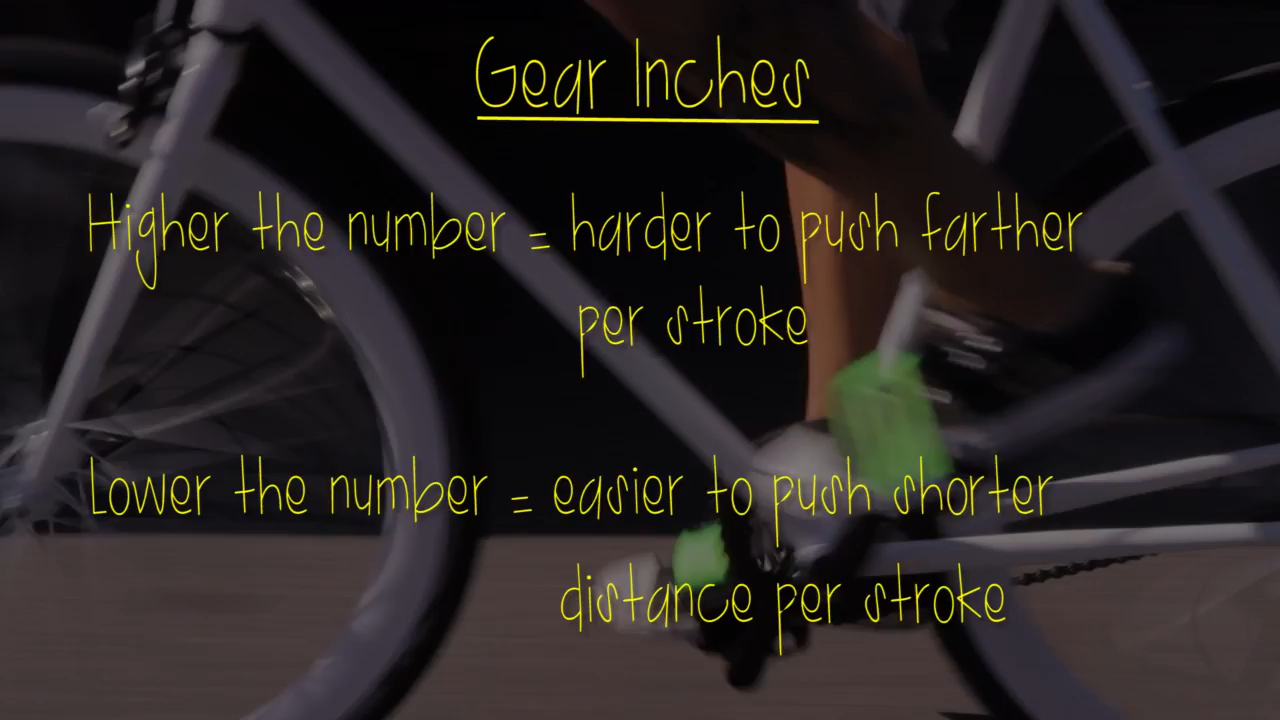 Gear Inches
Higher the number = harder to push farther
per stroke
Lower the number = easier to push shorter
distance per stroke